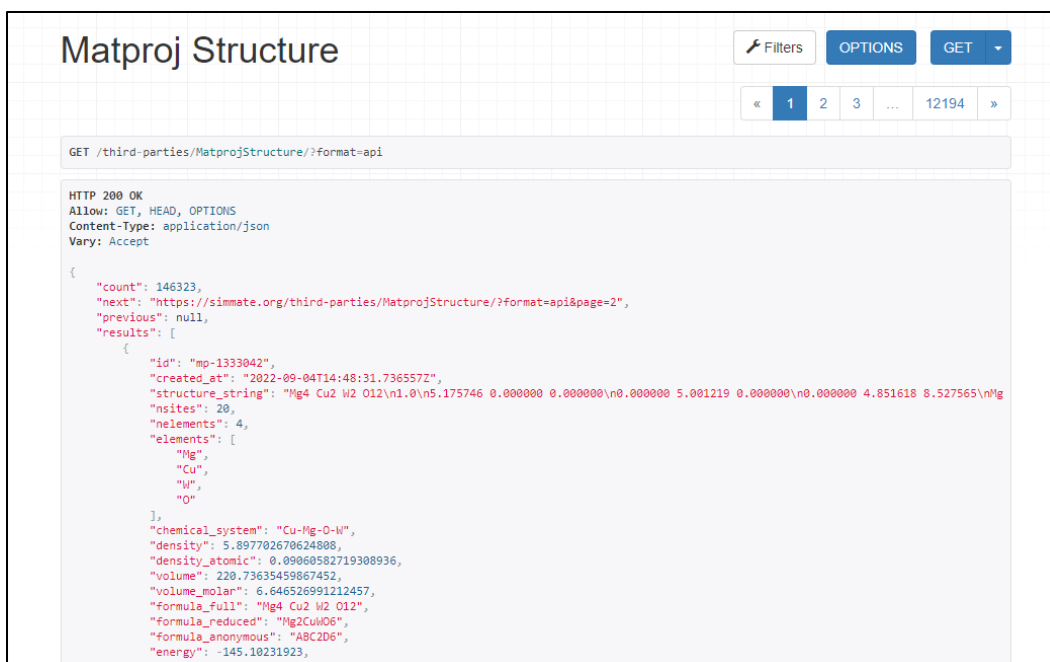 Matproj Structure
Filters OPTIONS GET
« 1 2 3 ... 12194 »
GET /third-parties/MatprojStructure/?format=api
HTTP 200 OK
Allow: GET, HEAD, OPTIONS
Content-Type: application/json
Vary: Accept
{
"count": 146323,
"next": "https://simmate.org/third-parties/MatprojStructure/?format=api&page=2",
"previous": null,
"results": [
{
"id": "mp-1333042",
"created_at": "2022-09-04T14:48:31.736557Z",
"structure_string": "Mg4 Cu2 W2 O12\n1.0\n5.175746 0.000000 0.000000\n0.000000 5.001219 0.000000\n0.000000 4.851618 8.527565\nMg
"nsites": 20,
"nelements": 4,
"elements": [
"Mg",
"Cu",
"W",
"O"
],
"chemical_system": "Cu-Mg-O-W",
"density": 5.897702670624808,
"density_atomic": 0.09060582719308936,
"volume": 220.73635459867452,
"volume_molar": 6.646526991212457,
"formula_full": "Mg4 Cu2 W2 O12",
"formula_reduced": "Mg2CuWO6",
"formula_anonymous": "ABC2D6",
"energy": -145.10231923,